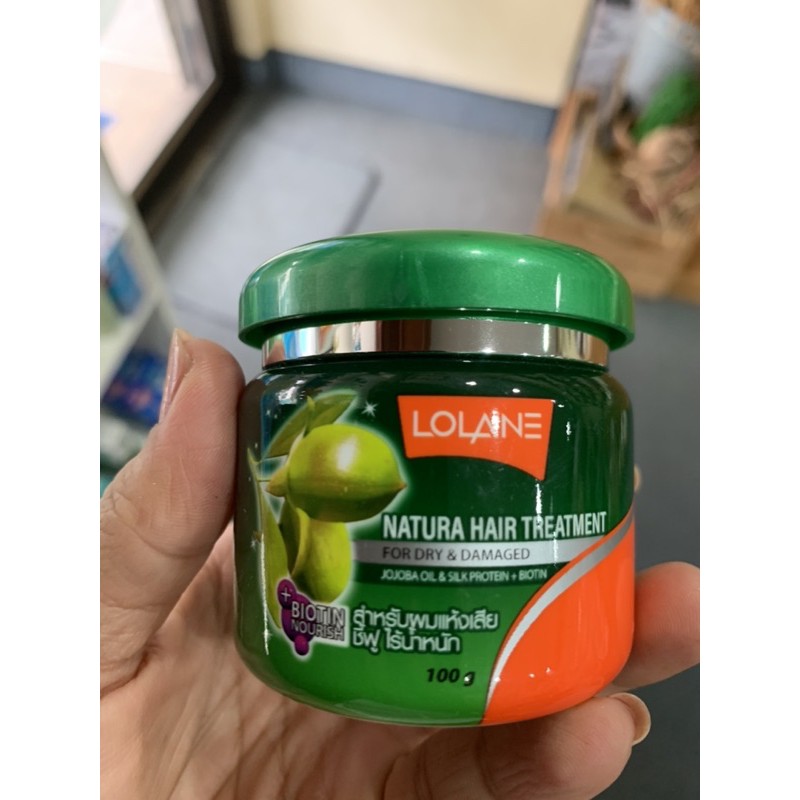 LOLANE
NATURA HAIR TREATMENT
FOR DRY & DAMAGED
JOJOBA OIL & SILK PROTEIN + BIOTIN
+
BIOTIN
NOURISH
สำหรับผมแห้งเสีย
ชี้ฟู ไร้น้ำหนัก
100 g